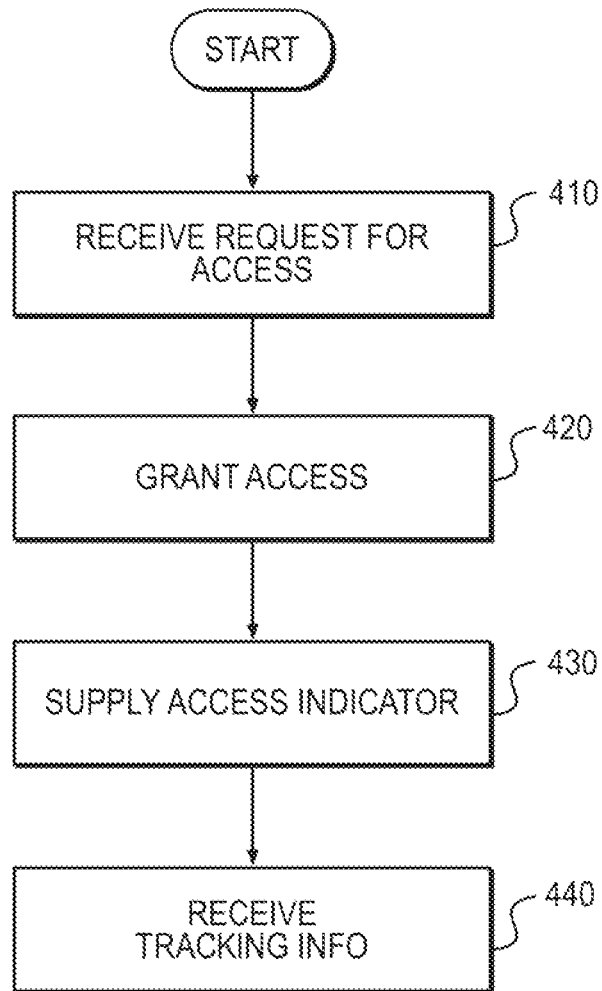 START
410
RECEIVE REQUEST FOR
ACCESS
420
GRANT ACCESS
430
SUPPLY ACCESS INDICATOR
440
RECEIVE
TRACKING INFO